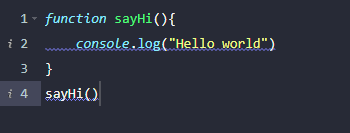 1 function sayHi(){
i 2     console.log("Hello world")
3 }
i 4 sayHi()